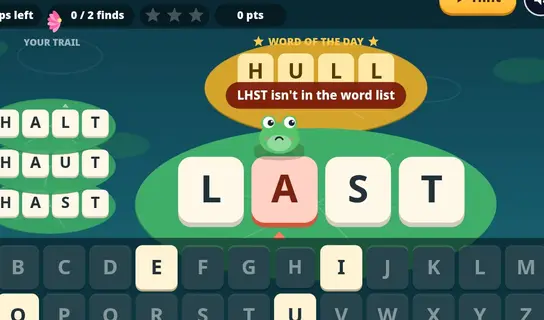 ps left
0 / 2 finds
0 pts
YOUR TRAIL
WORD OF THE DAY
HULL
LHST isn't in the word list
HALT
HAUT
HAST
LAST
B C D E F G H I J K L M
O P Q R S T U V W X Y Z